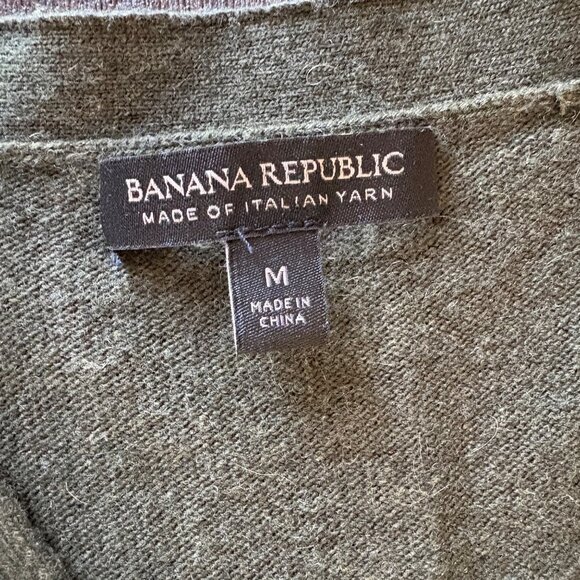 BANANA REPUBLIC
MADE OF ITALIAN YARN
M
MADE IN
CHINA